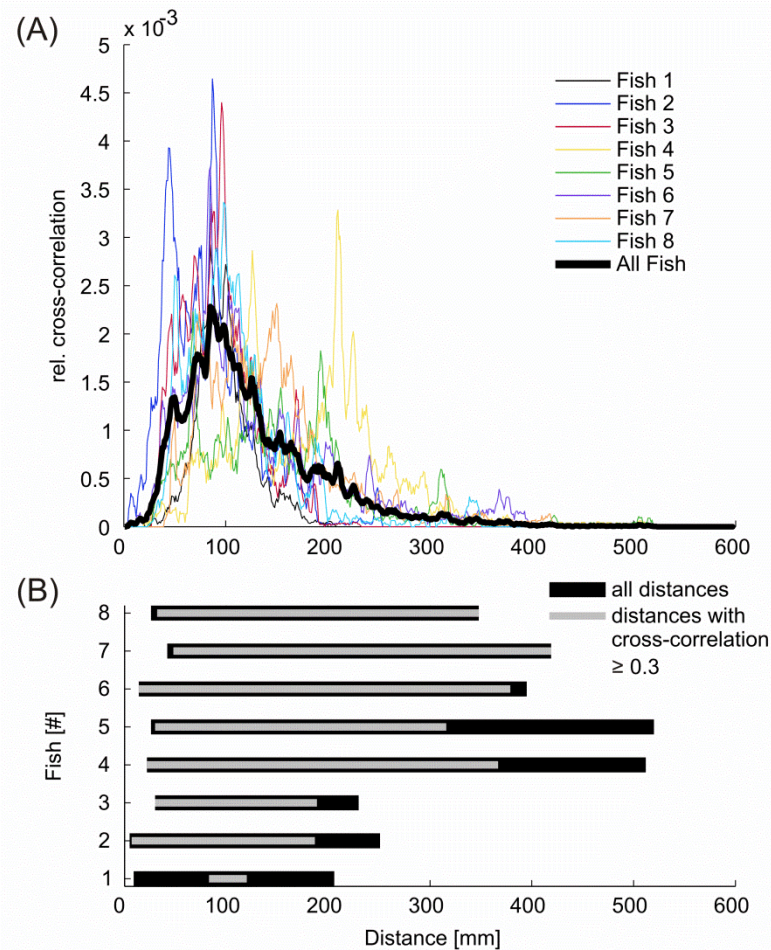 (A)
x 10⁻³
5
4.5
4
3.5
3
2.5
2
1.5
1
0.5
0
rel. cross-correlation
Fish 1
Fish 2
Fish 3
Fish 4
Fish 5
Fish 6
Fish 7
Fish 8
All Fish
0 100 200 300 400 500 600
(B)
all distances
distances with
cross-correlation
≥ 0.3
8
7
6
5
4
3
2
1
Fish [#]
0 100 200 300 400 500 600
Distance [mm]